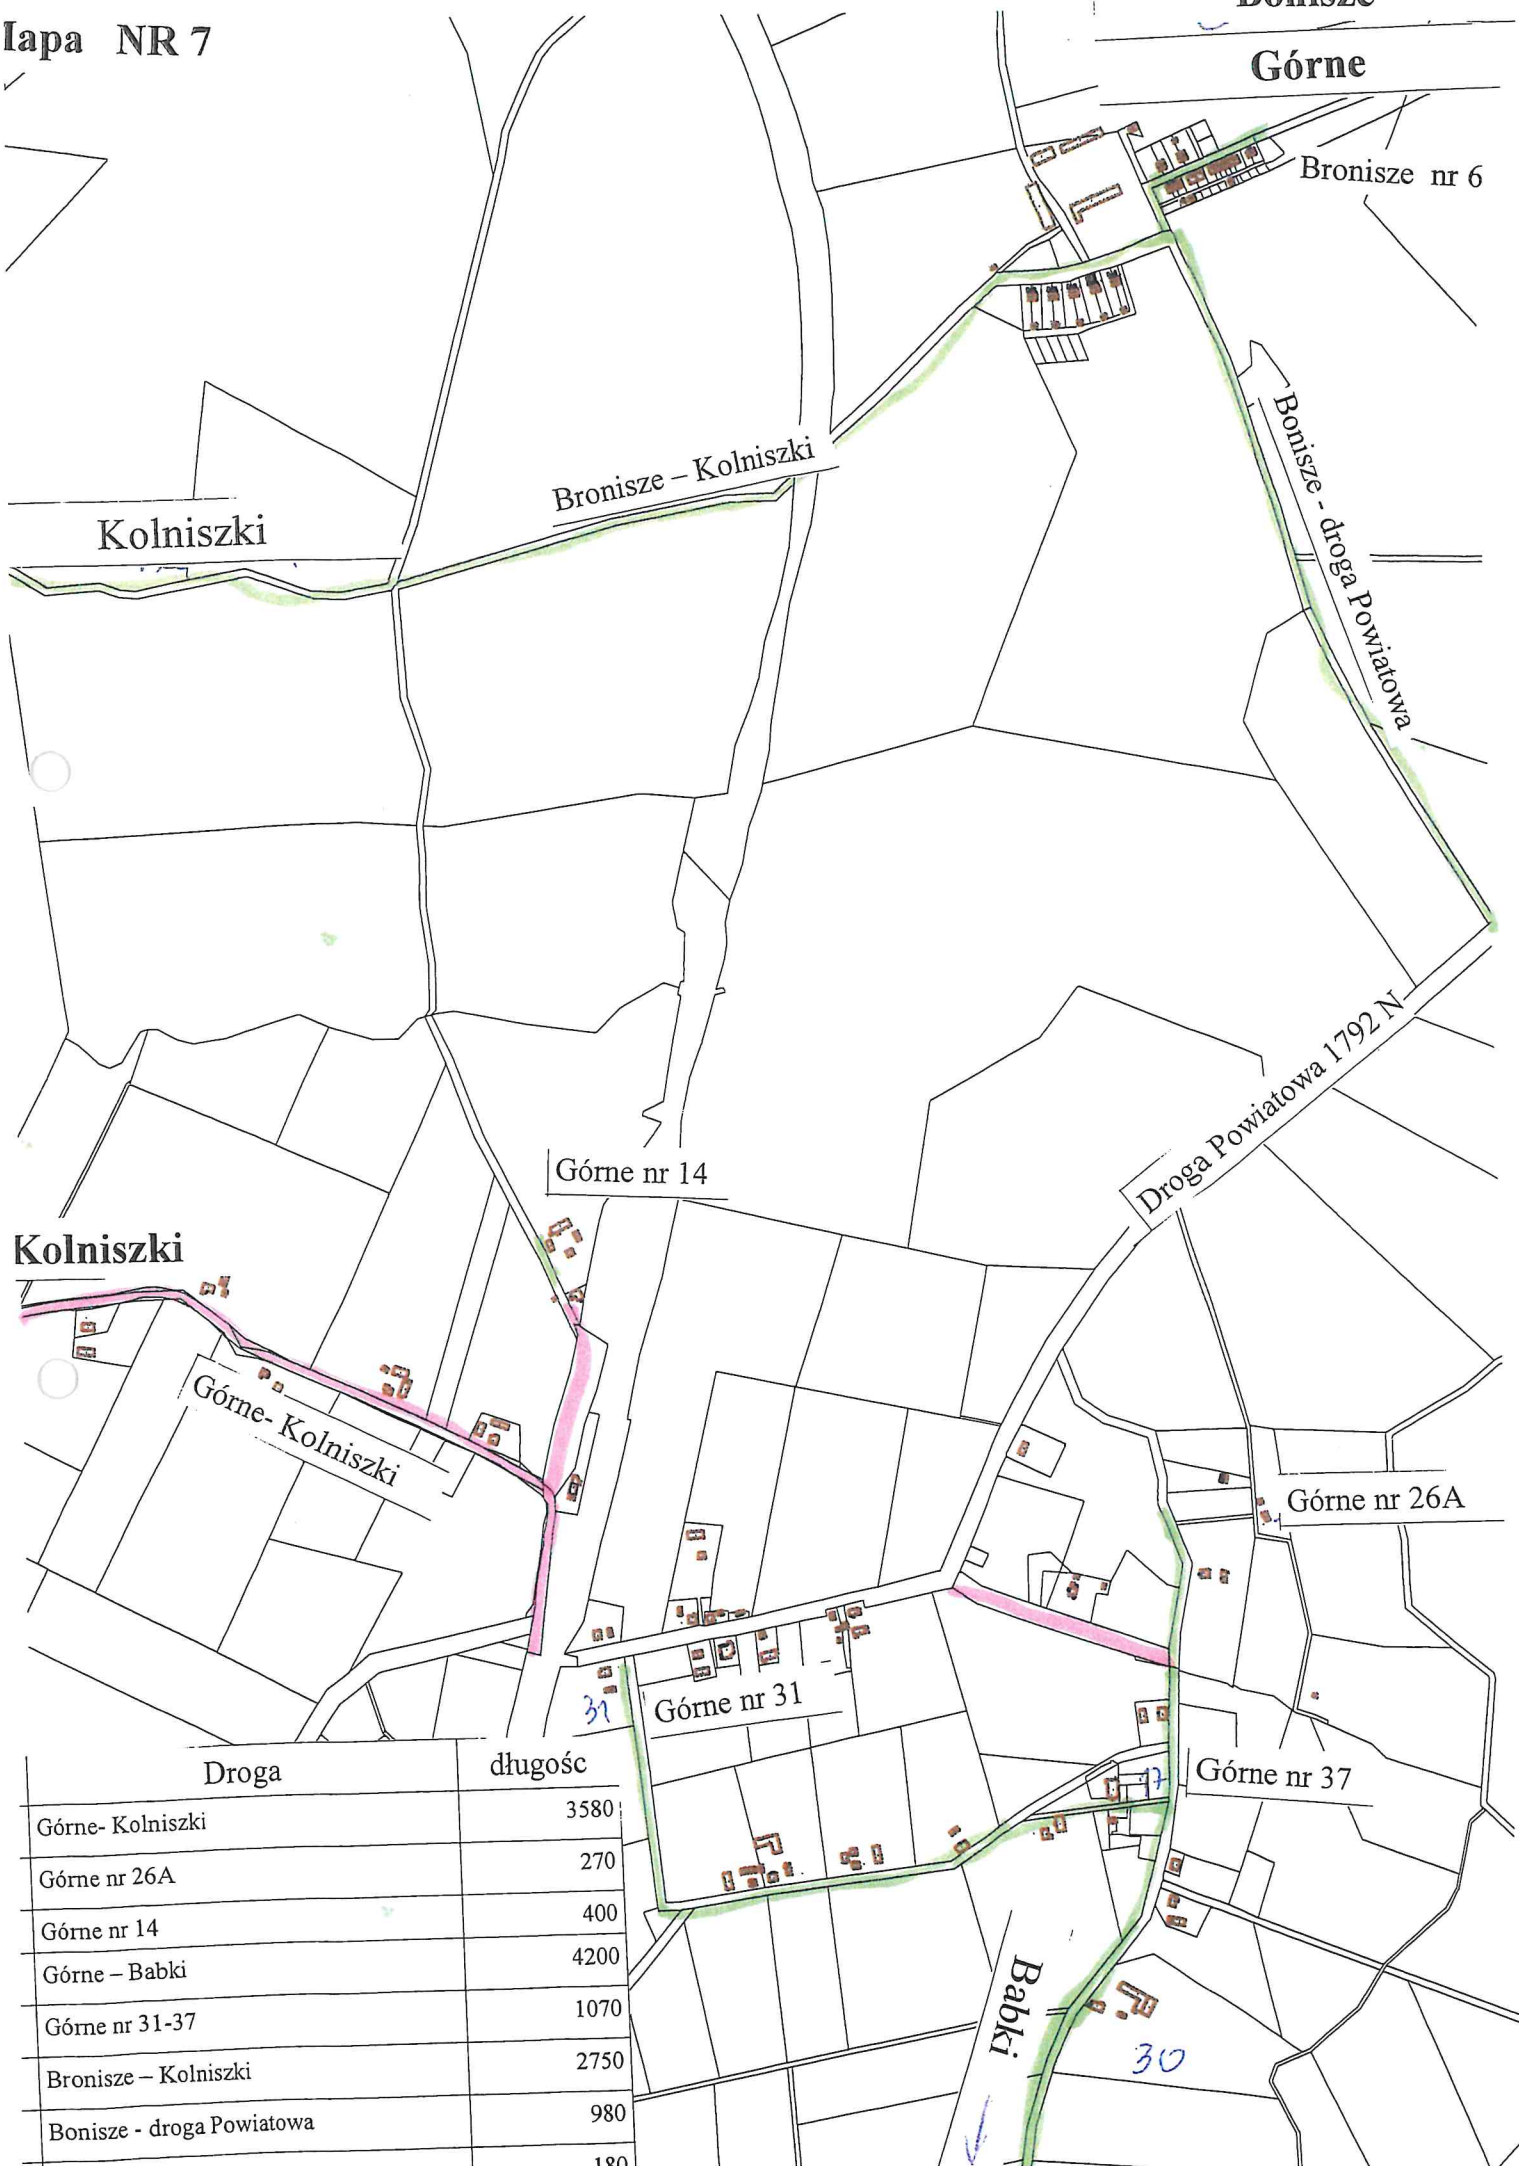 NR 7
Górne
Bronisze nr 6
Bronisze – Kolniszki
Kolniszki
Bonisze - droga Powiatowa
Droga Powiatowa 1792 N
Górne nr 14
Kolniszki
Górne- Kolniszki
Górne nr 26A
31
Górne nr 31
17
Górne nr 37
Babki
30
Droga długośc
Górne- Kolniszki 3580
Górne nr 26A 270
Górne nr 14 400
Górne – Babki 4200
Górne nr 31-37 1070
Bronisze – Kolniszki 2750
Bonisze - droga Powiatowa 980
180